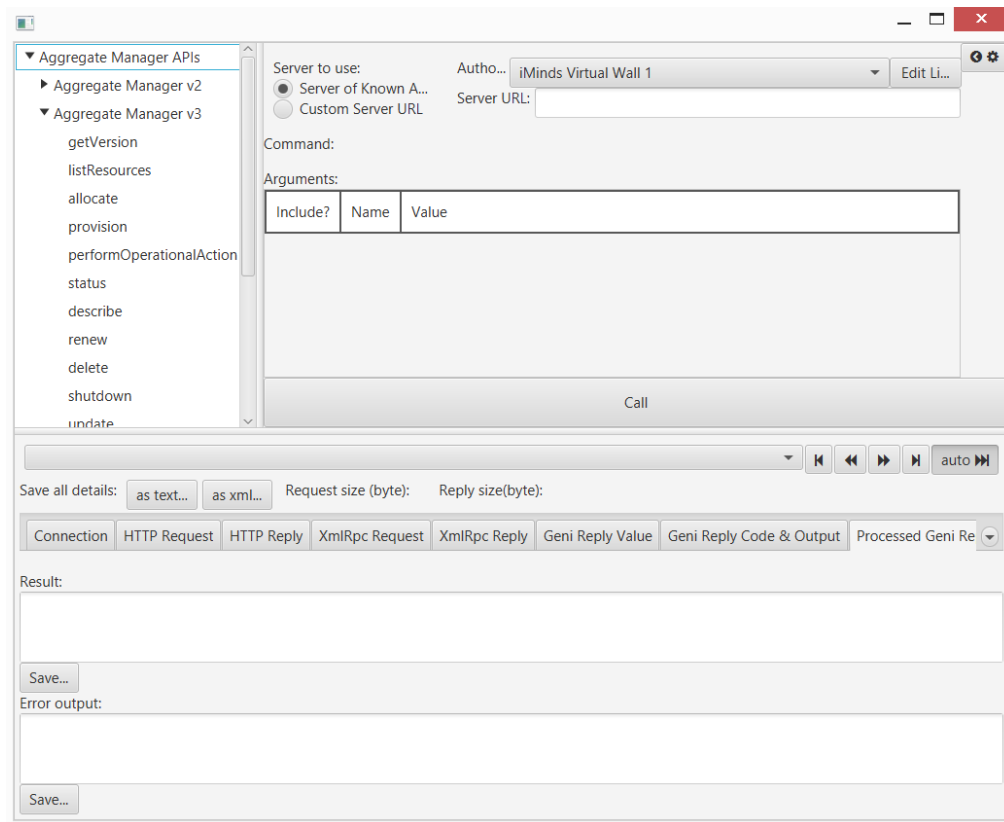 Aggregate Manager APIs
Aggregate Manager v2
Aggregate Manager v3
getVersion
listResources
allocate
provision
performOperationalAction
status
describe
renew
delete
shutdown
update
Server to use:
Server of Known A...
Custom Server URL
Autho... iMinds Virtual Wall 1 Edit Li...
Server URL:
Command:
Arguments:
Include? Name Value
Call
auto
Save all details: as text... as xml... Request size (byte): Reply size(byte):
Connection HTTP Request HTTP Reply XmlRpc Request XmlRpc Reply Geni Reply Value Geni Reply Code & Output Processed Geni Re
Result:
Save...
Error output:
Save...